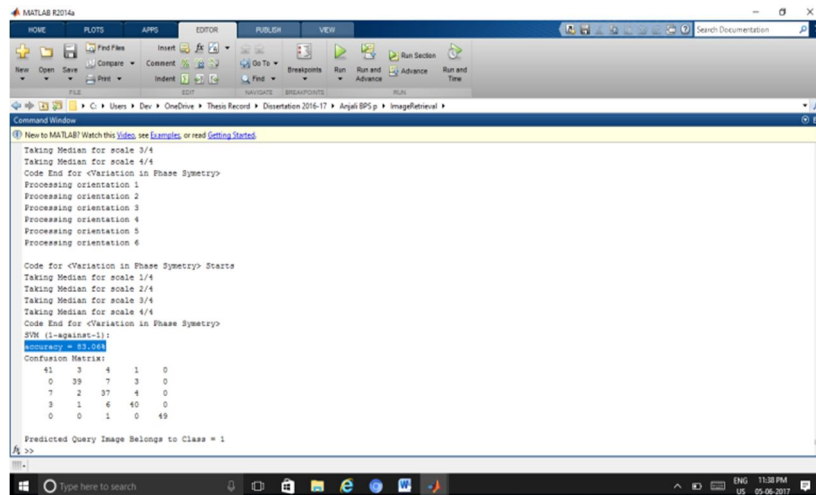 MATLAB R2014a
HOME PLOTS APPS EDITOR PUBLISH VIEW
Search Documentation
New Open Save Find Files Compare Print Insert Comment Indent fx Go To Find Breakpoints Run Run and Advance Run Section Advance Run and Time
FILE EDIT NAVIGATE BREAKPOINTS RUN
C: Users Dev OneDrive Thesis Record Dissertation 2016-17 Anjali BPS p ImageRetrieval
Command Window
New to MATLAB? Watch this Video, see Examples, or read Getting Started.
Taking Median for scale 3/4
Taking Median for scale 4/4
Code End for <Variation in Phase Symetry>
Processing orientation 1
Processing orientation 2
Processing orientation 3
Processing orientation 4
Processing orientation 5
Processing orientation 6
Code for <Variation in Phase Symetry> Starts
Taking Median for scale 1/4
Taking Median for scale 2/4
Taking Median for scale 3/4
Taking Median for scale 4/4
Code End for <Variation in Phase Symetry>
SVM (1-against-1):
accuracy = 83.06%
Confusion Matrix:
41 3 4 1 0
0 39 7 3 0
7 2 37 4 0
3 1 6 40 0
0 0 1 0 49
Predicted Query Image Belongs to Class = 1
fx >>
Type here to search
ENG 11:38 PM
US 05-06-2017